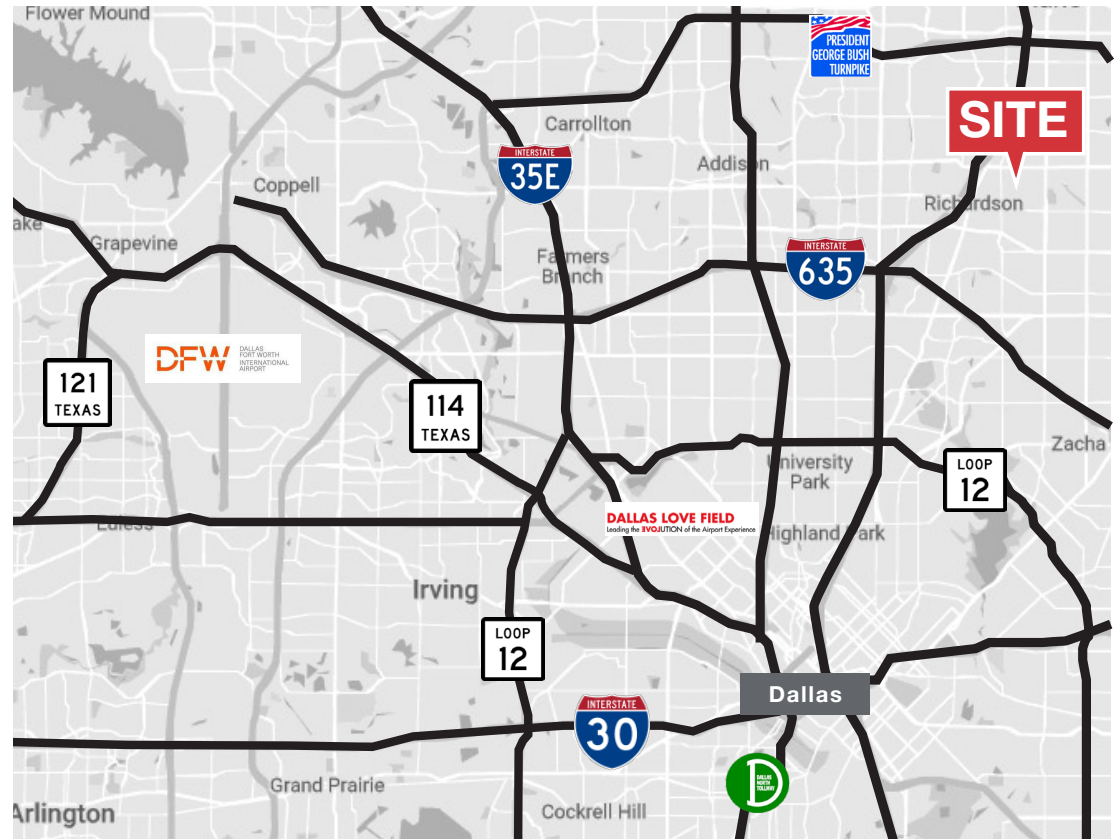 Flower Mound
PRESIDENT
GEORGE BUSH
TURNPIKE
SITE
Carrollton
Addison
INTERSTATE
35E
Coppell
Richardson
ake
Grapevine
Farmers
Branch
INTERSTATE
635
DFW
DALLAS
FORT WORTH
INTERNATIONAL
AIRPORT
121
TEXAS
114
TEXAS
Zacha
University
Park
LOOP
12
DALLAS LOVE FIELD
Leading the EVOLUTION of the Airport Experience
Euless
Highland Park
Irving
LOOP
12
Dallas
INTERSTATE
30
Grand Prairie
DALLAS
NORTH
TOLLWAY
Arlington
Cockrell Hill